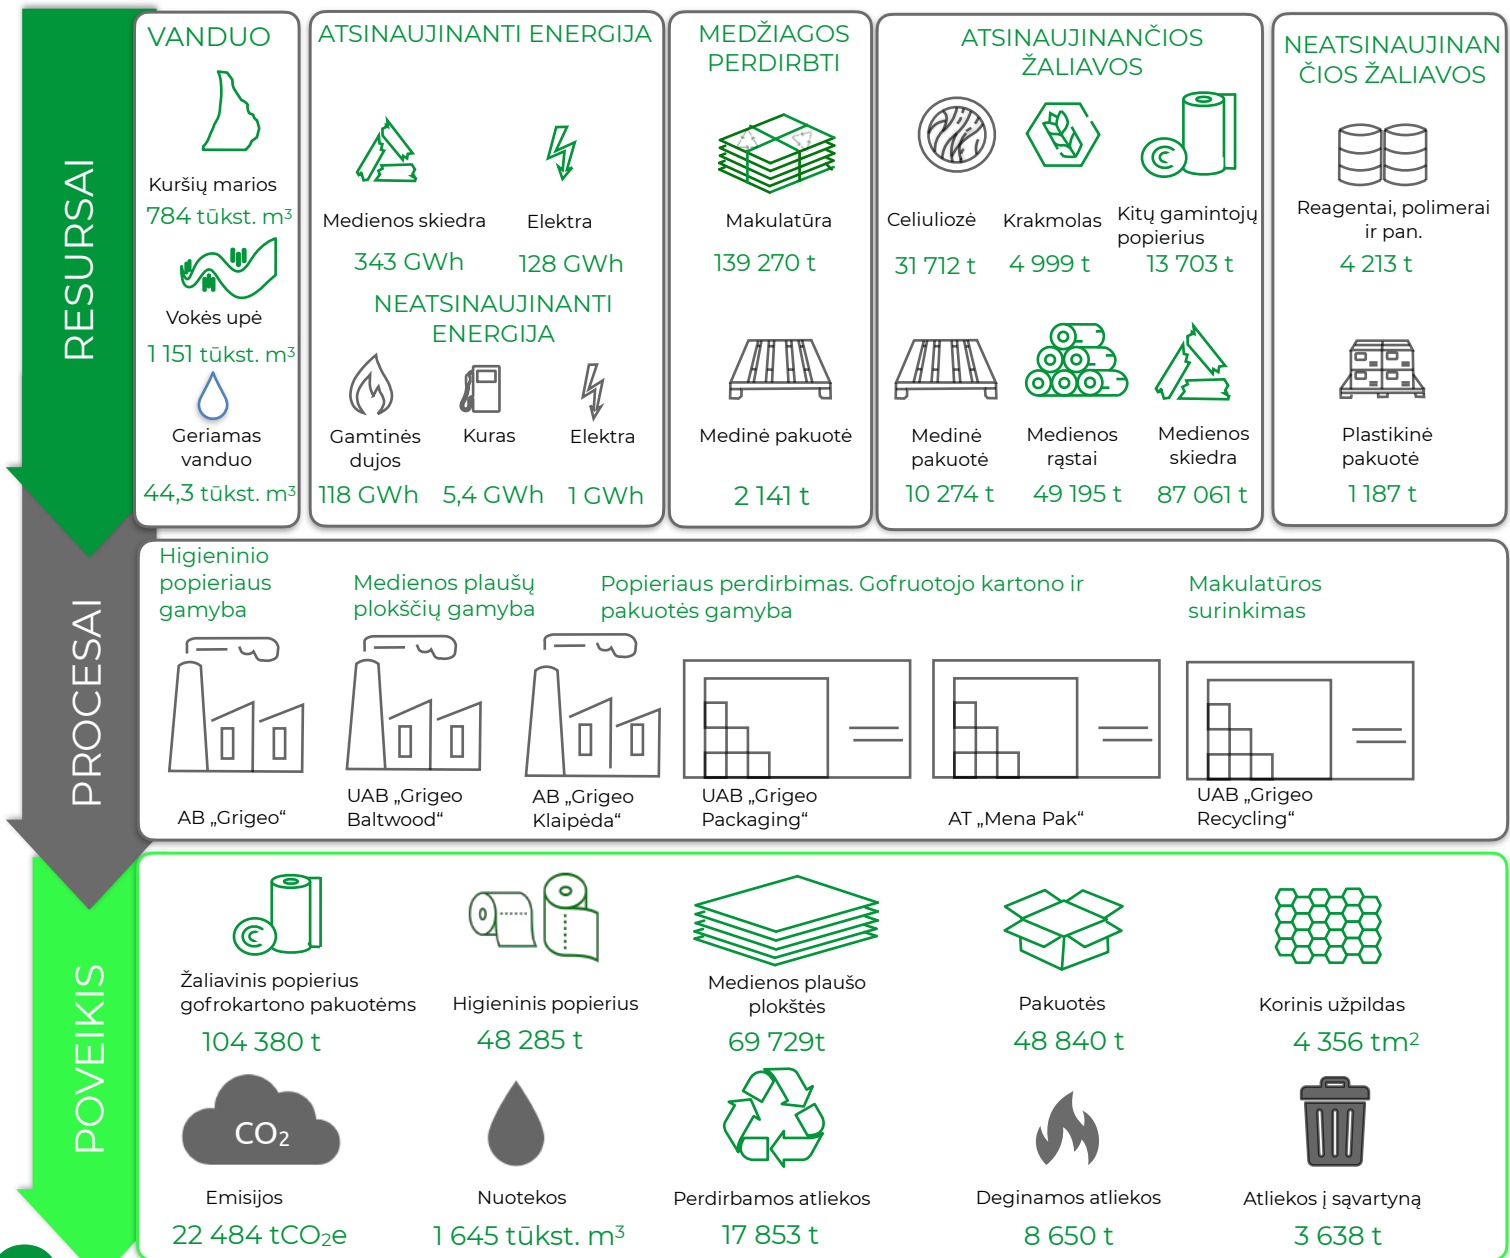 RESURSAI
VANDUO
Kuršių marios
784 tūkst. m³
Vokės upė
1 151 tūkst. m³
Geriamas
vanduo
44,3 tūkst. m³
ATSINAUJINANTI ENERGIJA
Medienos skiedra
343 GWh
Elektra
128 GWh
NEATSINAUJINANTI
ENERGIJA
Gamtinės
dujos
118 GWh
Kuras
5,4 GWh
Elektra
1 GWh
MEDŽIAGOS
PERDIRBTI
Makulatūra
139 270 t
Medinė pakuotė
2 141 t
ATSINAUJINANČIOS
ŽALIAVOS
Celiuliozė
31 712 t
Krakmolas
4 999 t
Kitų gamintojų
popierius
13 703 t
Medinė
pakuotė
10 274 t
Medienos
rąstai
49 195 t
Medienos
skiedra
87 061 t
NEATSINAUJINAN
ČIOS ŽALIAVOS
Reagentai, polimerai
ir pan.
4 213 t
Plastikinė
pakuotė
1 187 t
PROCESAI
Higieninio
popieriaus
gamyba
AB „Grigeo“
Medienos plaušų
plokščių gamyba
UAB „Grigeo
Baltwood“
Popieriaus perdirbimas. Gofruotojo kartono ir
pakuotės gamyba
AB „Grigeo
Klaipėda“
UAB „Grigeo
Packaging“
AT „Mena Pak“
Makulatūros
surinkimas
UAB „Grigeo
Recycling“
POVEIKIS
Žaliavinis popierius
gofrokartono pakuotėms
104 380 t
Higieninis popierius
48 285 t
Medienos plaušo
plokštės
69 729t
Pakuotės
48 840 t
Korinis užpildas
4 356 tm²
CO₂
Emisijos
22 484 tCO₂e
Nuotekos
1 645 tūkst. m³
Perdirbamos atliekos
17 853 t
Deginamos atliekos
8 650 t
Atliekos į sąvartyną
3 638 t